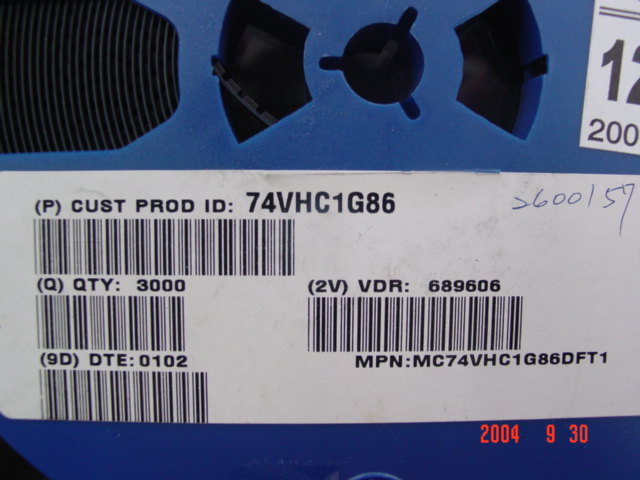 12
200
(P) CUST PROD ID: 74VHC1G86
2600157
(Q) QTY: 3000
(2V) VDR: 689606
(9D) DTE:0102
MPN:MC74VHC1G86DFT1
2004 9 30